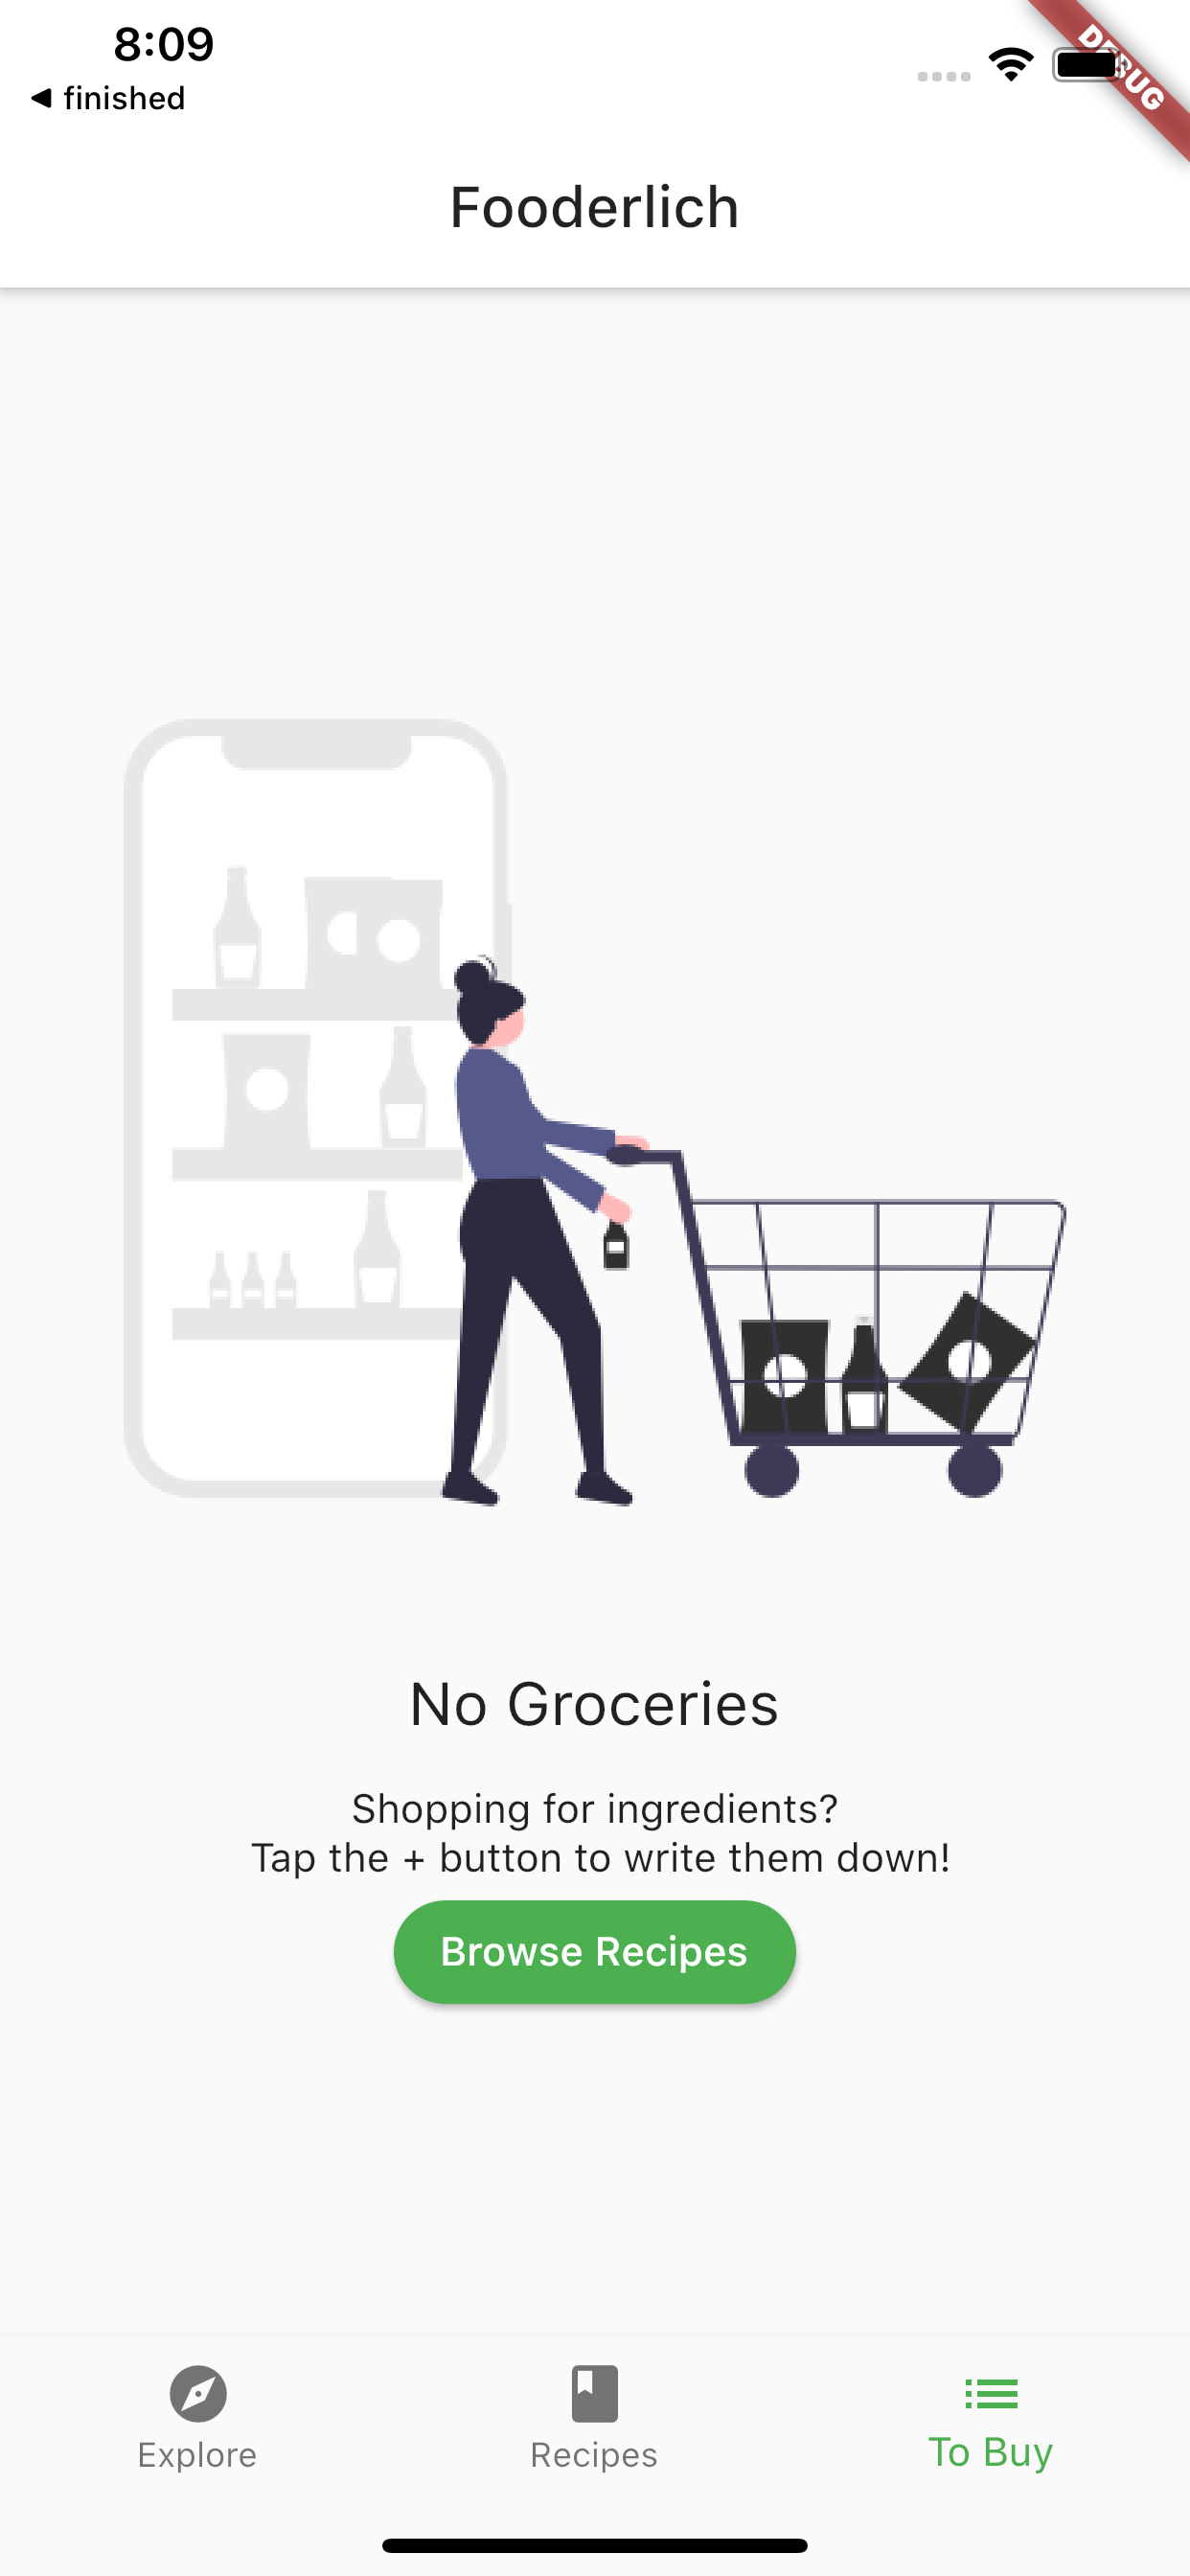 8:09
finished
DEBUG
Fooderlich
No Groceries
Shopping for ingredients?
Tap the + button to write them down!
Browse Recipes
Explore
Recipes
To Buy